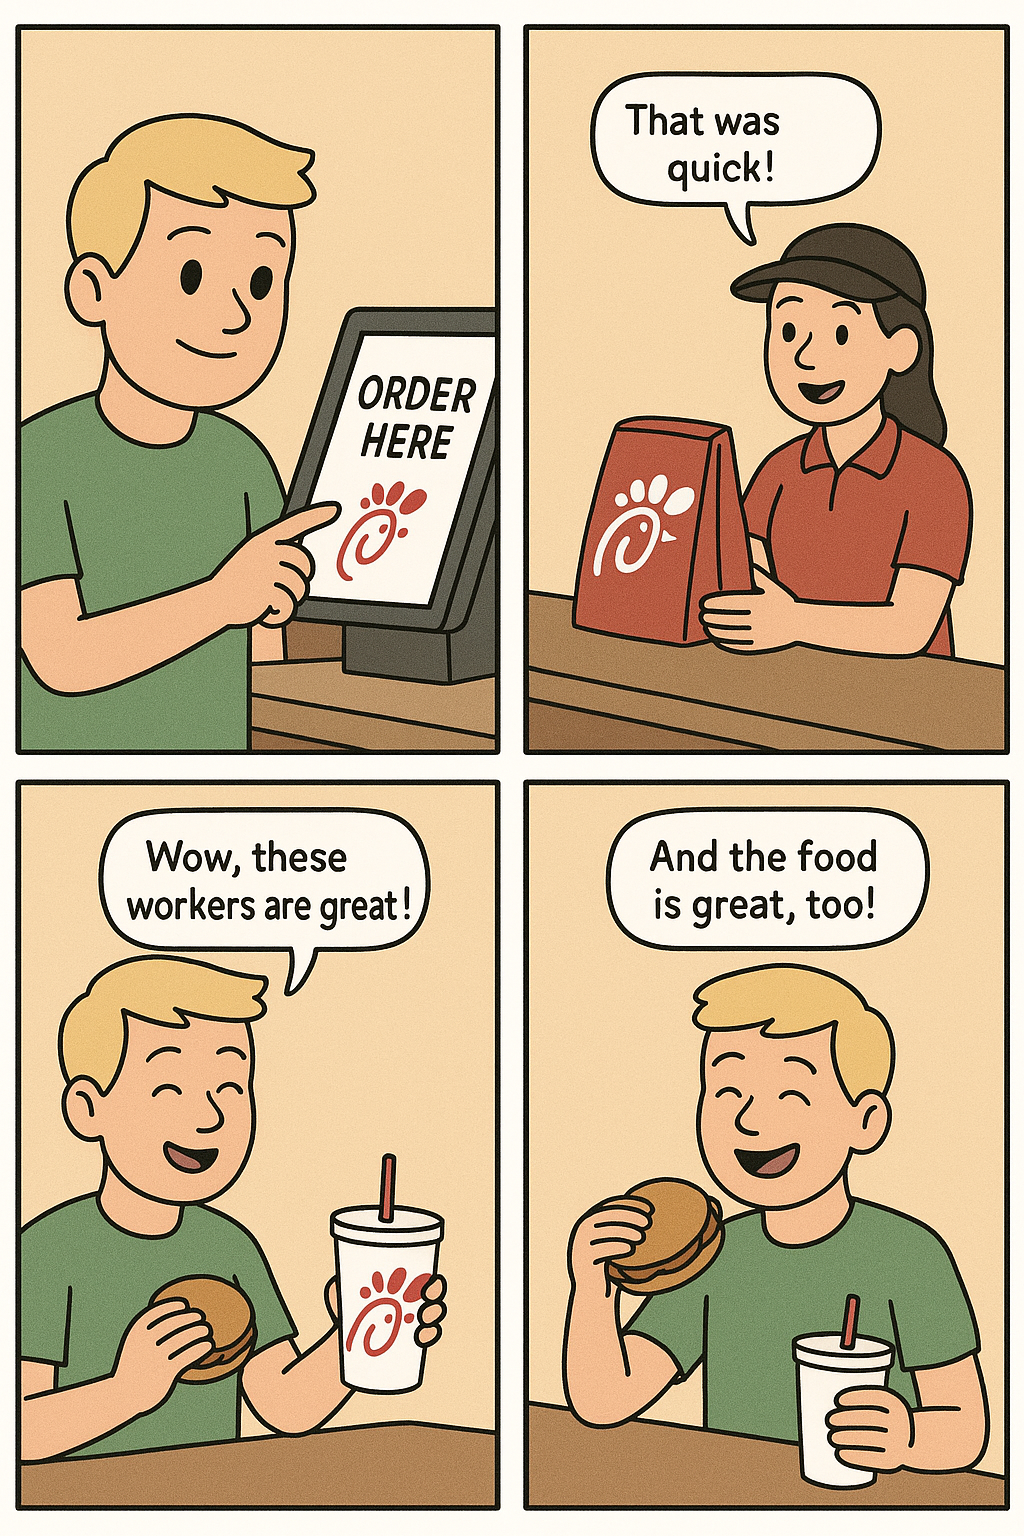 ORDER
HERE
That was
quick!
Wow, these
workers are great!
And the food
is great, too!